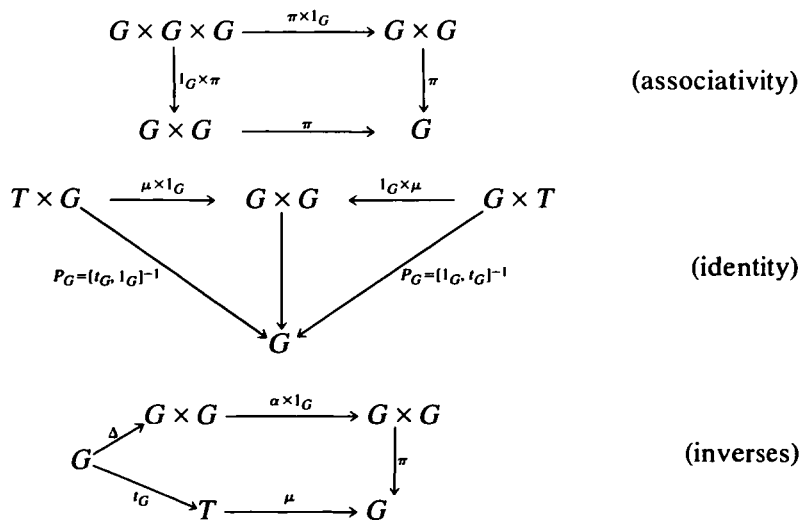 G × G × G π×1_G G × G
1_G×π π (associativity)
G × G π G
T × G μ×1_G G × G 1_G×μ G × T
P_G=[t_G, 1_G]⁻¹ P_G=[1_G, t_G]⁻¹ (identity)
G
G × G α×1_G G × G
Δ
G π (inverses)
t_G T μ G